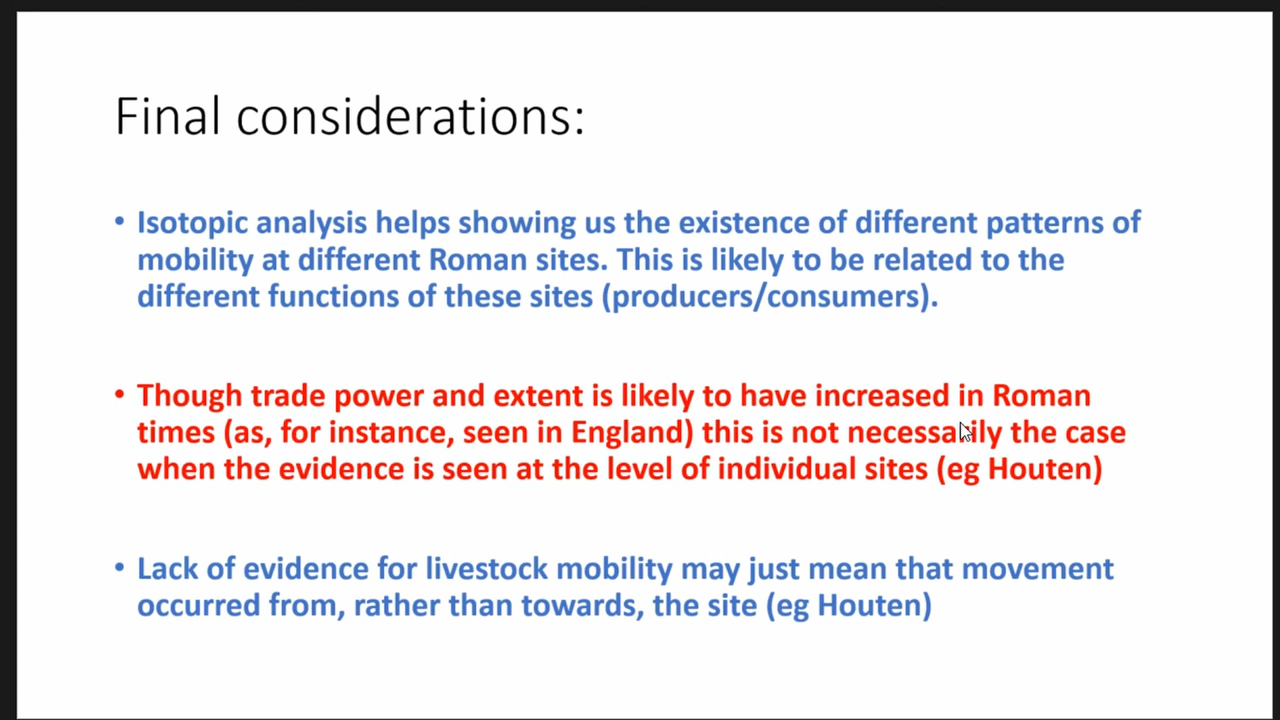 Final considerations:
• Isotopic analysis helps showing us the existence of different patterns of
mobility at different Roman sites. This is likely to be related to the
different functions of these sites (producers/consumers).
• Though trade power and extent is likely to have increased in Roman
times (as, for instance, seen in England) this is not necessarily the case
when the evidence is seen at the level of individual sites (eg Houten)
• Lack of evidence for livestock mobility may just mean that movement
occurred from, rather than towards, the site (eg Houten)